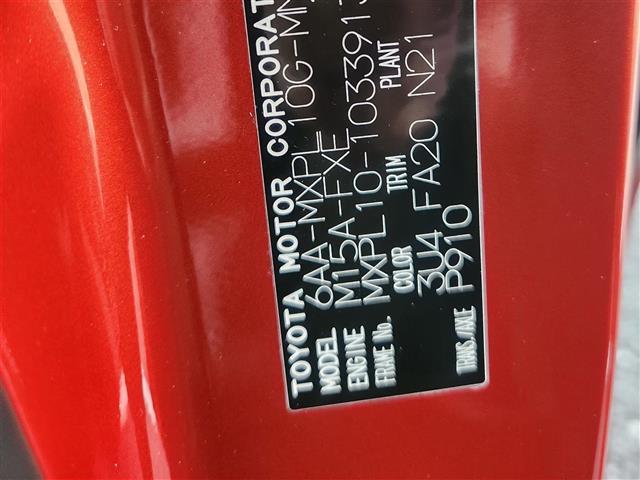 TOYOTA MOTOR CORPORAT
MODEL 6AA-MXPL10G-MN
ENGINE M15A-FXE
FRAME No. MXPL10-1033913
COLOR TRIM PLANT
3U4 FA20 N21
TRANS/AXLE P910